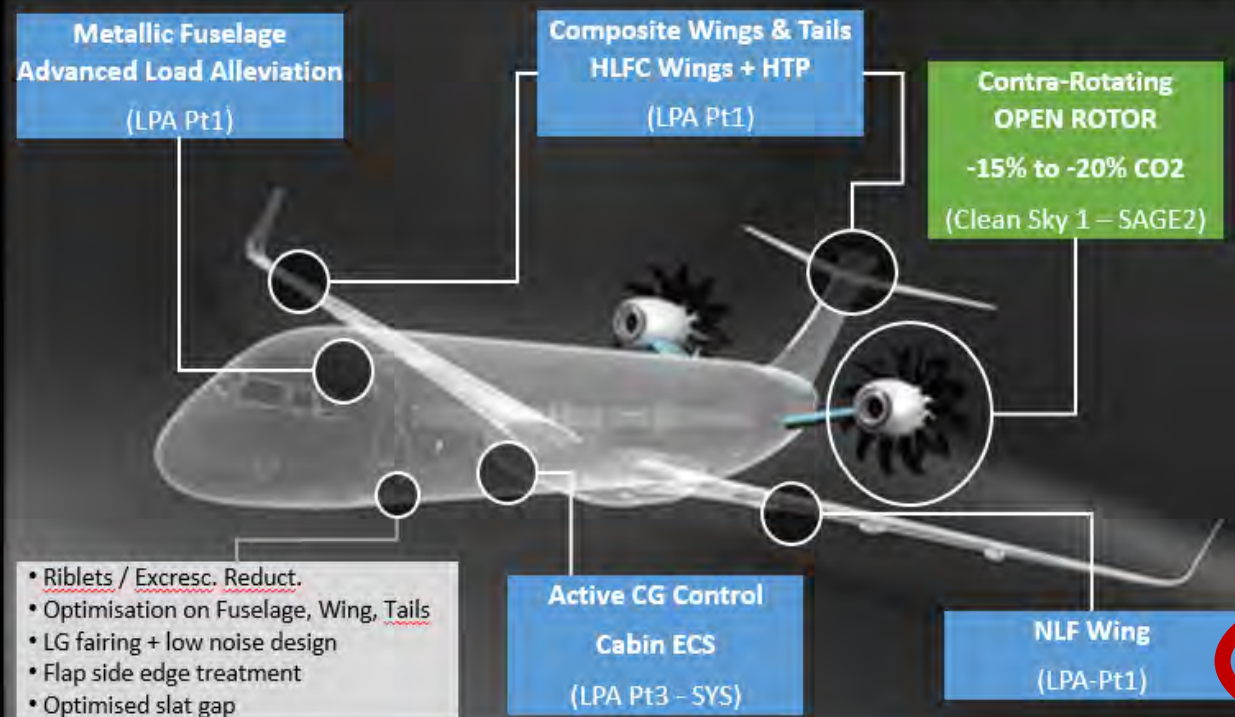 Metallic Fuselage
Advanced Load Alleviation
(LPA Pt1)
Composite Wings & Tails
HLFC Wings + HTP
(LPA Pt1)
Contra-Rotating
OPEN ROTOR
-15% to -20% CO2
(Clean Sky 1 – SAGE2)
• Riblets / Excresc. Reduct.
• Optimisation on Fuselage, Wing, Tails
• LG fairing + low noise design
• Flap side edge treatment
• Optimised slat gap
Active CG Control
Cabin ECS
(LPA Pt3 - SYS)
NLF Wing
(LPA-Pt1)